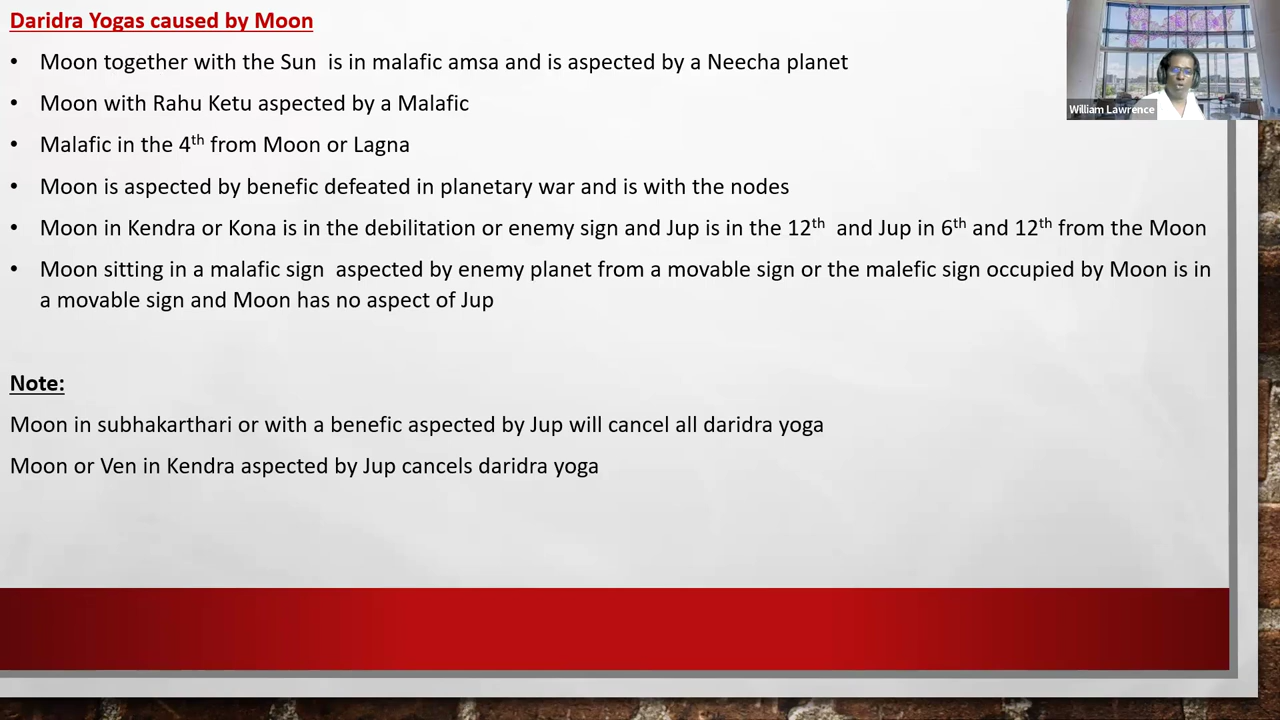 Daridra Yogas caused by Moon
• Moon together with the Sun  is in malafic amsa and is aspected by a Neecha planet
• Moon with Rahu Ketu aspected by a Malafic
• Malafic in the 4th from Moon or Lagna
• Moon is aspected by benefic defeated in planetary war and is with the nodes
• Moon in Kendra or Kona is in the debilitation or enemy sign and Jup is in the 12th  and Jup in 6th and 12th from the Moon
• Moon sitting in a malafic sign  aspected by enemy planet from a movable sign or the malefic sign occupied by Moon is in
a movable sign and Moon has no aspect of Jup
Note:
Moon in subhakarthari or with a benefic aspected by Jup will cancel all daridra yoga
Moon or Ven in Kendra aspected by Jup cancels daridra yoga
William Lawrence